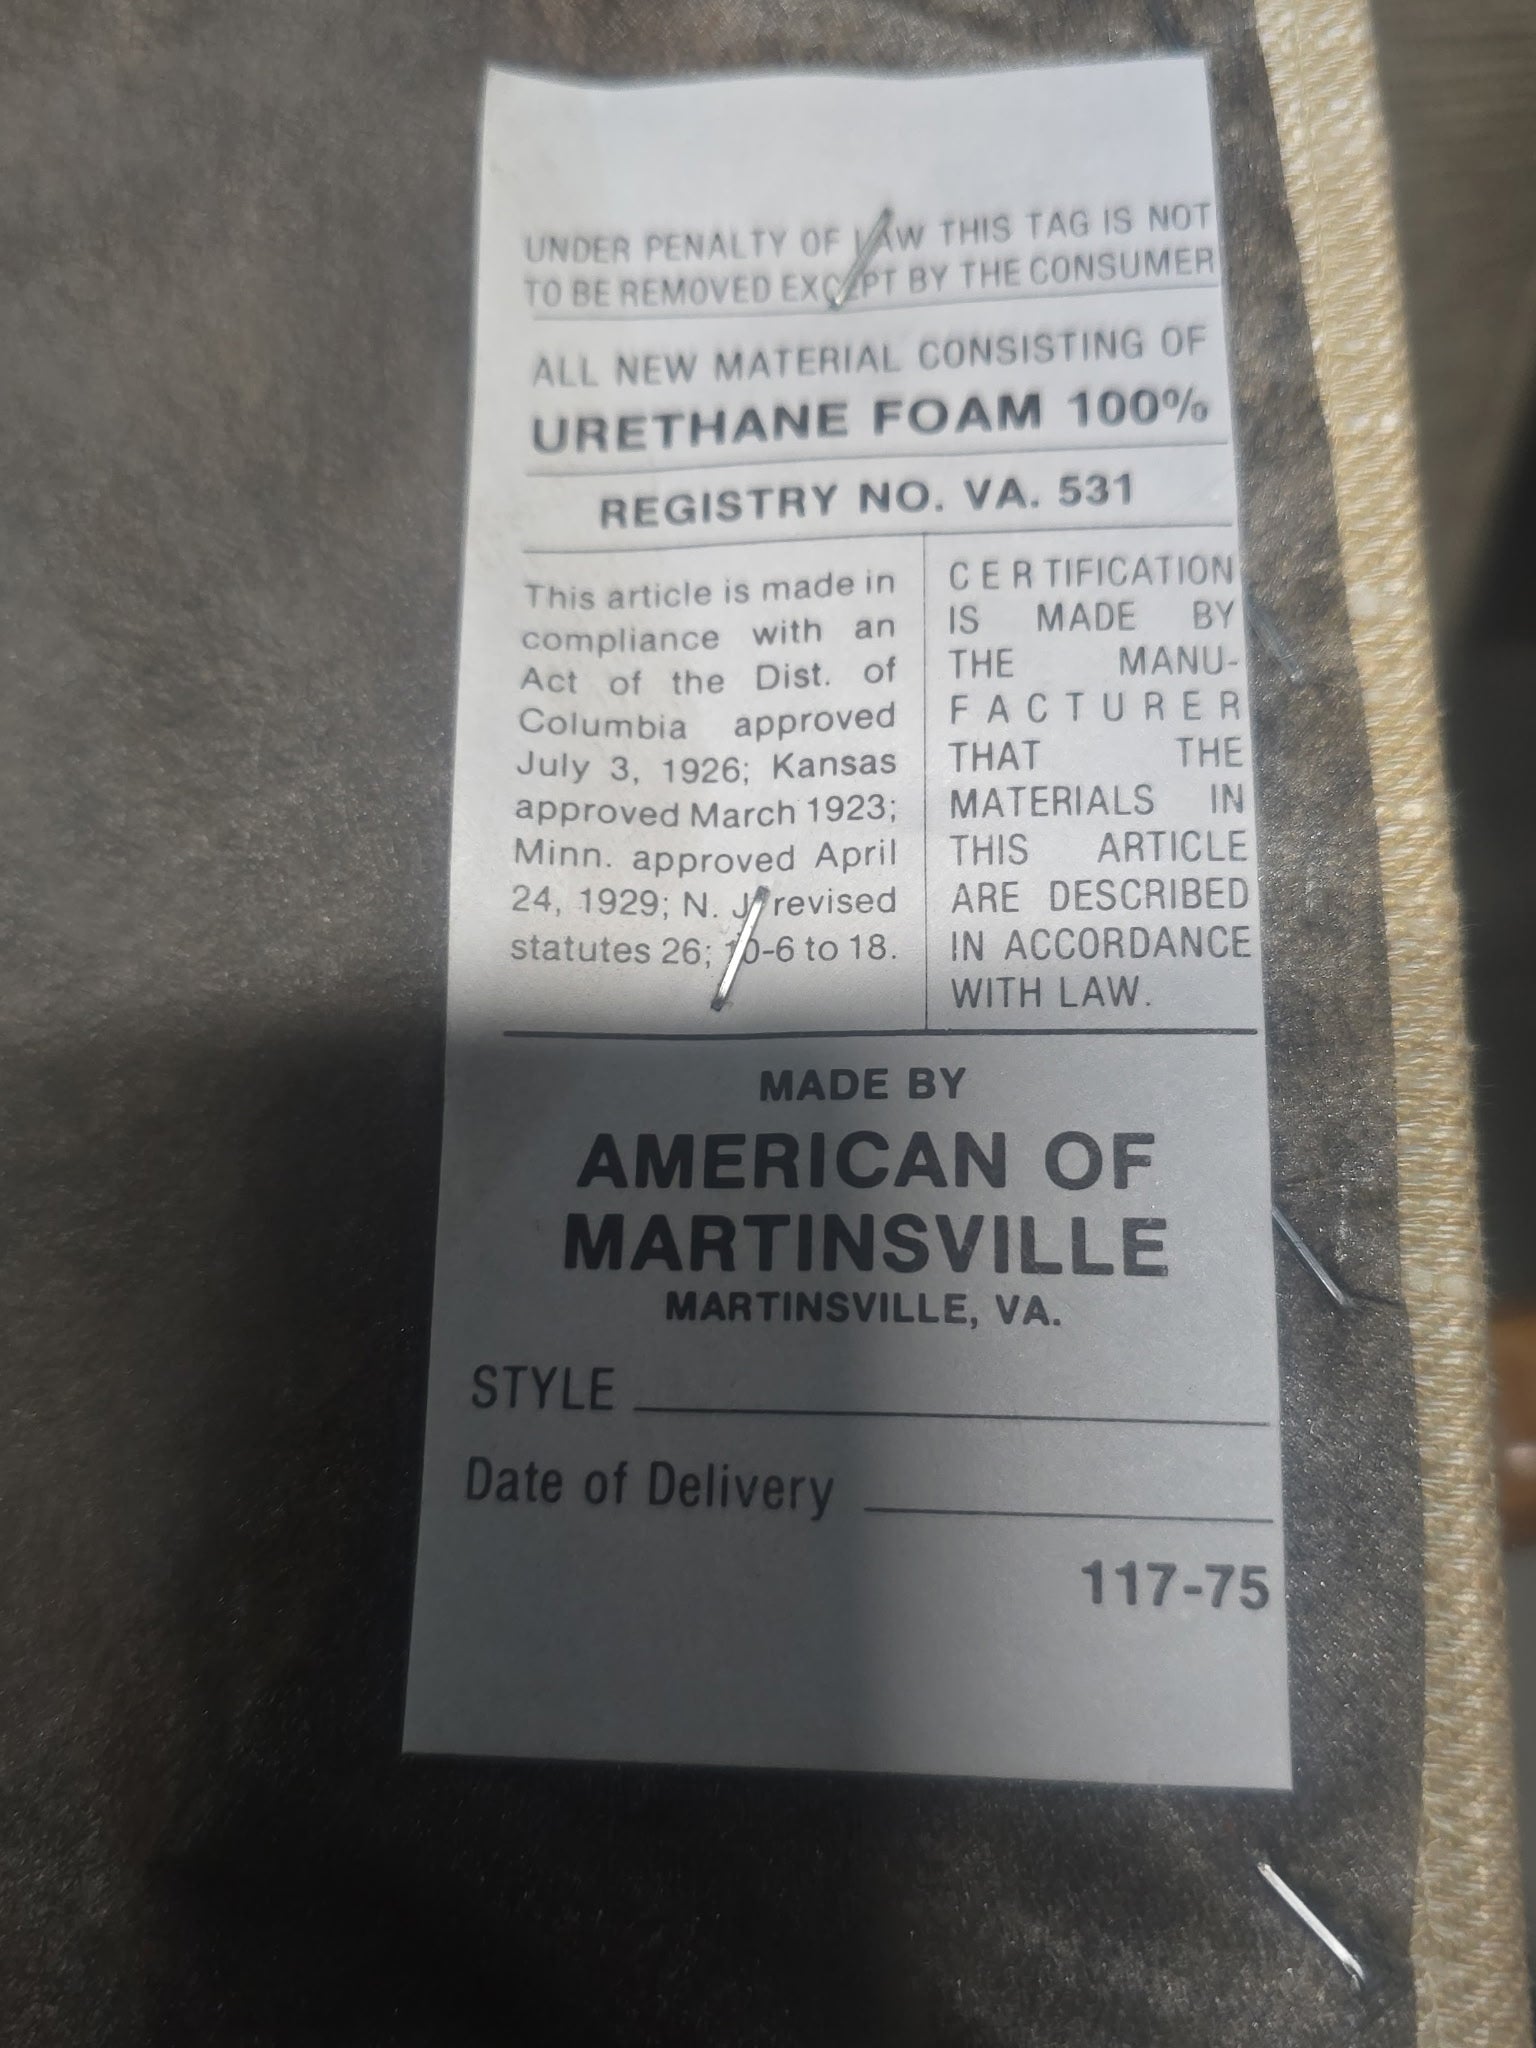 UNDER PENALTY OF LAW THIS TAG IS NOT
TO BE REMOVED EXCEPT BY THE CONSUMER
ALL NEW MATERIAL CONSISTING OF
URETHANE FOAM 100%
REGISTRY NO. VA. 531
This article is made in
compliance with an
Act of the Dist. of
Columbia approved
July 3, 1926; Kansas
approved March 1923;
Minn. approved April
24, 1929; N. J. revised
statutes 26; 10-6 to 18.
CERTIFICATION
IS MADE BY
THE MANU-
FACTURER
THAT THE
MATERIALS IN
THIS ARTICLE
ARE DESCRIBED
IN ACCORDANCE
WITH LAW.
MADE BY
AMERICAN OF
MARTINSVILLE
MARTINSVILLE, VA.
STYLE
Date of Delivery
117-75